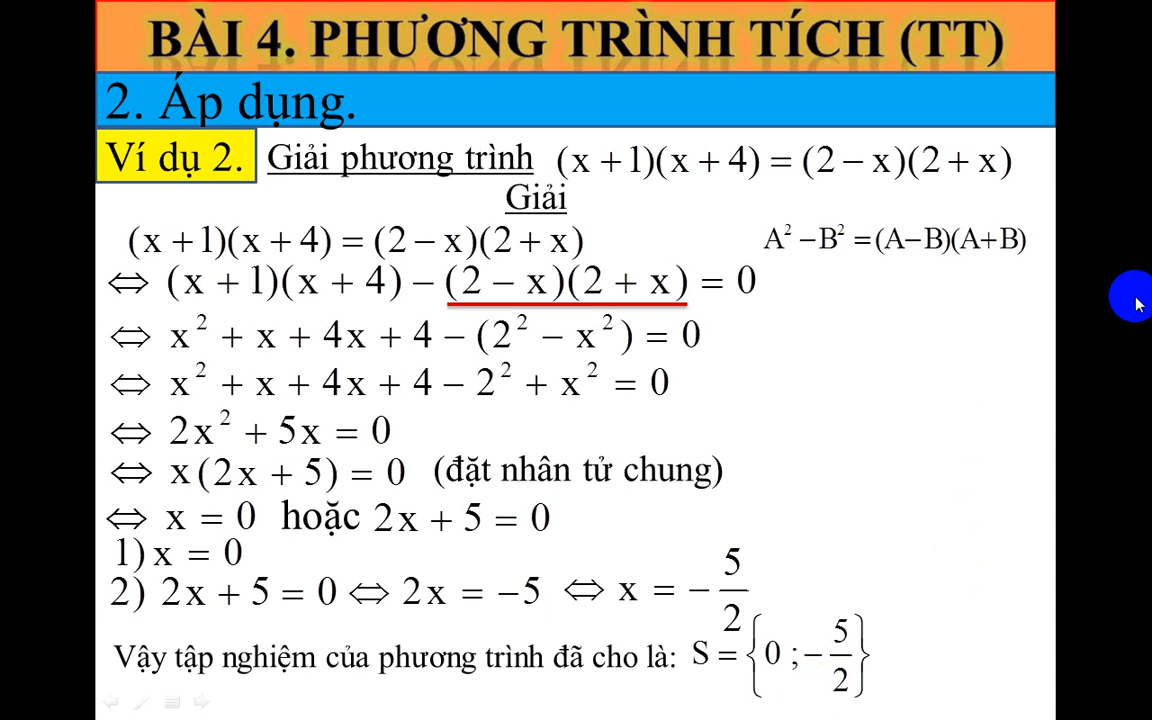 BÀI 4. PHƯƠNG TRÌNH TÍCH (TT)
2. Áp dụng.
Ví dụ 2. Giải phương trình (x + 1)(x + 4) = (2 − x)(2 + x)
Giải
(x + 1)(x + 4) = (2 − x)(2 + x) A² − B² = (A − B)(A + B)
⇔ (x + 1)(x + 4) − (2 − x)(2 + x) = 0
⇔ x² + x + 4x + 4 − (2² − x²) = 0
⇔ x² + x + 4x + 4 − 2² + x² = 0
⇔ 2x² + 5x = 0
⇔ x(2x + 5) = 0 (đặt nhân tử chung)
⇔ x = 0 hoặc 2x + 5 = 0
1) x = 0
2) 2x + 5 = 0 ⇔ 2x = −5 ⇔ x = −5/2
Vậy tập nghiệm của phương trình đã cho là: S = {0 ; −5/2}